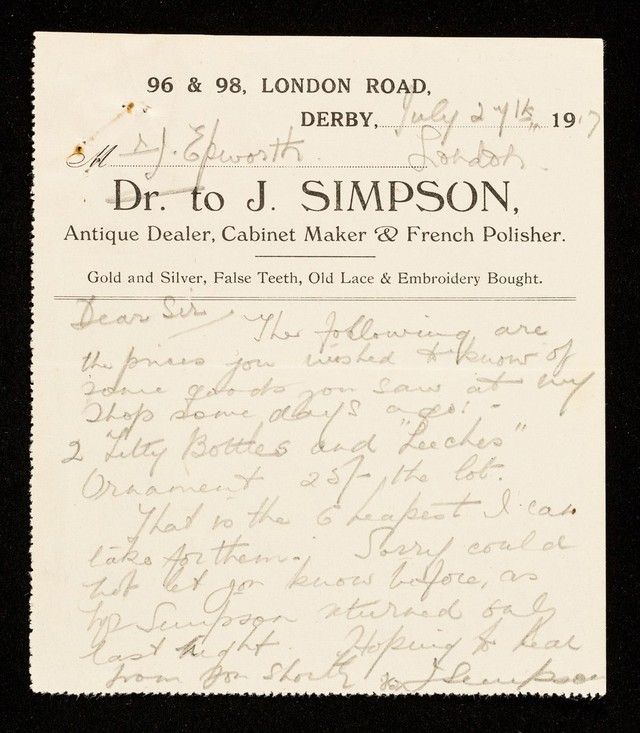 96 & 98, LONDON ROAD,
DERBY, July 27th 1917
Mr J. Epworth
London
Dr. to J. SIMPSON,
Antique Dealer, Cabinet Maker & French Polisher.
Gold and Silver, False Teeth, Old Lace & Embroidery Bought.
Dear Sir The following are
the prices you wished to know of
some goods you saw at my
shop some days ago: -
2 Titty Bottles and "Leeches"
Ornament 25/- the lot.
That is the Cheapest I can
take for them. Sorry could
not let you know before, as
Mr Simpson returned only
last night. Hoping to hear
from you shortly J Simpson